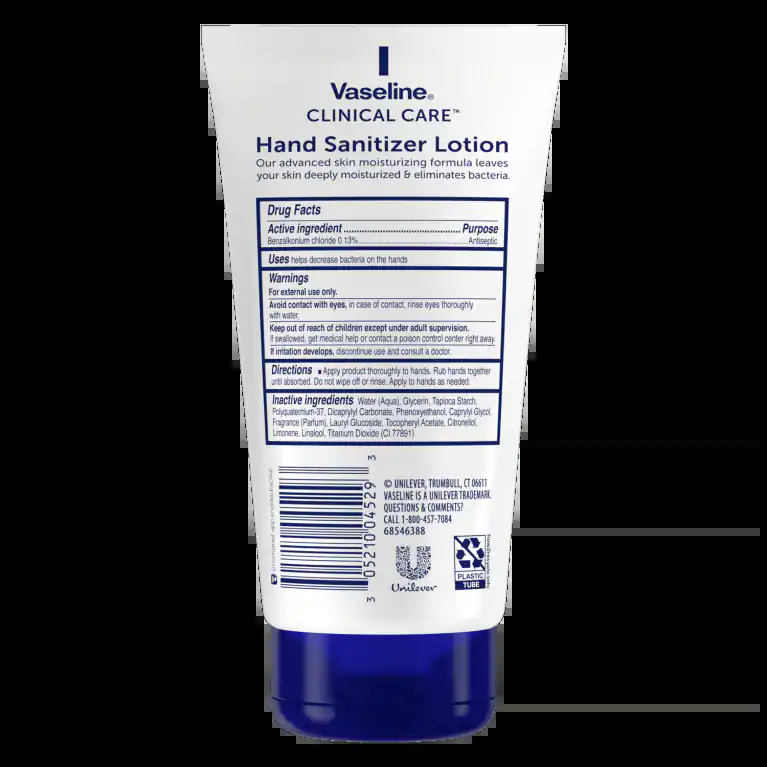 Vaseline®
CLINICAL CARE™
Hand Sanitizer Lotion
Our advanced skin moisturizing formula leaves
your skin deeply moisturized & eliminates bacteria.
Drug Facts
Active ingredient ........................................ Purpose
Benzalkonium chloride 0.13% ........................................ Antiseptic
Uses helps decrease bacteria on the hands
Warnings
For external use only.
Avoid contact with eyes, in case of contact, rinse eyes thoroughly
with water.
Keep out of reach of children except under adult supervision.
If swallowed, get medical help or contact a poison control center right away.
If irritation develops, discontinue use and consult a doctor.
Directions ■ Apply product thoroughly to hands. Rub hands together
until absorbed. Do not wipe off or rinse. Apply to hands as needed
Inactive ingredients Water (Aqua), Glycerin, Tapioca Starch,
Polyquaternium-37, Dicaprylyl Carbonate, Phenoxyethanol, Caprylyl Glycol,
Fragrance (Parfum), Lauryl Glucoside, Tocopheryl Acetate, Citronellol,
Limonene, Linalool, Titanium Dioxide (CI 77891)
3 05210 04529 3
© UNILEVER, TRUMBULL, CT 06611
VASELINE IS A UNILEVER TRADEMARK.
QUESTIONS & COMMENTS?
CALL 1-800-457-7084
68546388
Unilever
PLASTIC
TUBE